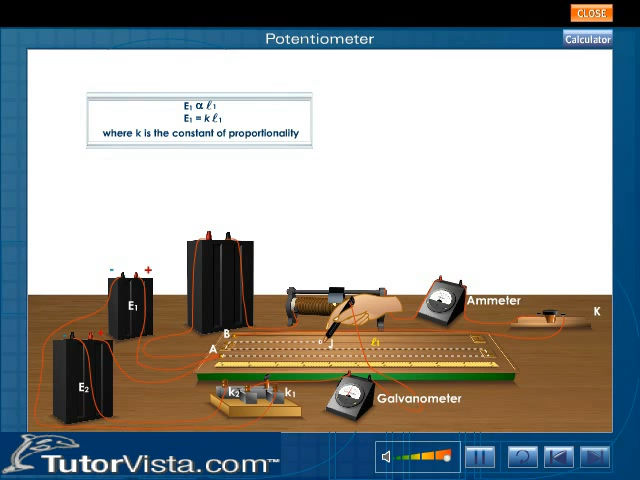 CLOSE
Potentiometer
Calculator
E₁ α ℓ₁
E₁ = k ℓ₁
where k is the constant of proportionality
- +
E₁
Ammeter
K
B
A
J
ℓ₁
+
E₂
k₂
k₁
Galvanometer
TutorVista.com™